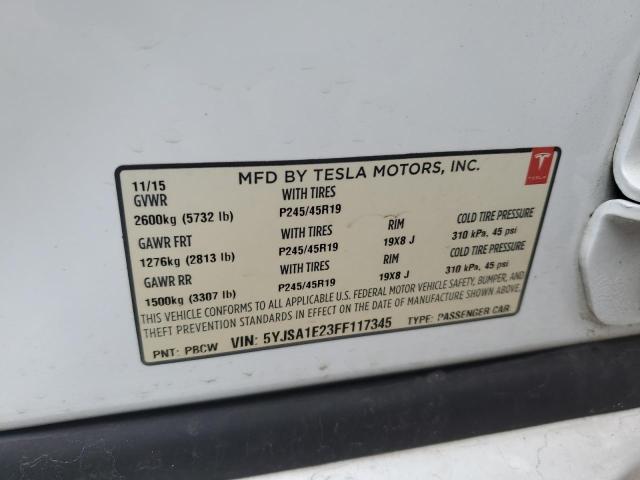 MFD BY TESLA MOTORS, INC.
TESLA
11/15
GVWR WITH TIRES
2600kg (5732 lb) P245/45R19 RIM COLD TIRE PRESSURE
GAWR FRT WITH TIRES 19X8 J 310 kPa, 45 psi
1276kg (2813 lb) P245/45R19 RIM COLD TIRE PRESSURE
GAWR RR WITH TIRES 19X8 J 310 kPa, 45 psi
1500kg (3307 lb) P245/45R19
THIS VEHICLE CONFORMS TO ALL APPLICABLE U.S. FEDERAL MOTOR VEHICLE SAFETY, BUMPER, AND
THEFT PREVENTION STANDARDS IN EFFECT ON THE DATE OF MANUFACTURE SHOWN ABOVE.
PNT: PBCW VIN: 5YJSA1E23FF117345 TYPE: PASSENGER CAR